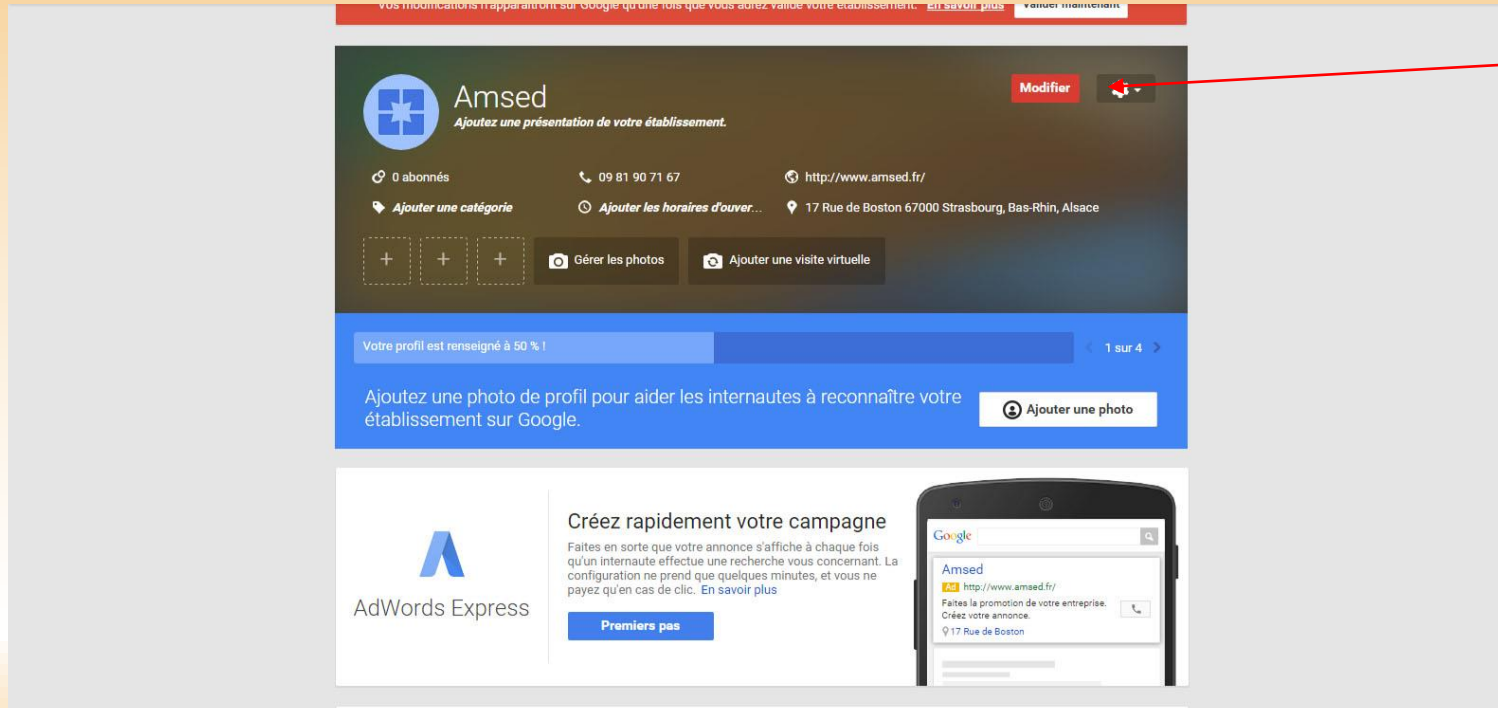 Vos modifications n'apparaîtront sur Google qu'une fois que vous aurez validé votre établissement. En savoir plus Valider maintenant
Amsed
Modifier
Ajoutez une présentation de votre établissement.
0 abonnés
09 81 90 71 67
http://www.amsed.fr/
Ajouter une catégorie
Ajouter les horaires d'ouver...
17 Rue de Boston 67000 Strasbourg, Bas-Rhin, Alsace
+ + +
Gérer les photos
Ajouter une visite virtuelle
Votre profil est renseigné à 50 % !
1 sur 4
Ajoutez une photo de profil pour aider les internautes à reconnaître votre
établissement sur Google.
Ajouter une photo
AdWords Express
Créez rapidement votre campagne
Faites en sorte que votre annonce s'affiche à chaque fois
qu'un internaute effectue une recherche vous concernant. La
configuration ne prend que quelques minutes, et vous ne
payez qu'en cas de clic. En savoir plus
Premiers pas
Google
Amsed
Ad http://www.amsed.fr/
Faites la promotion de votre entreprise.
Créez votre annonce.
17 Rue de Boston